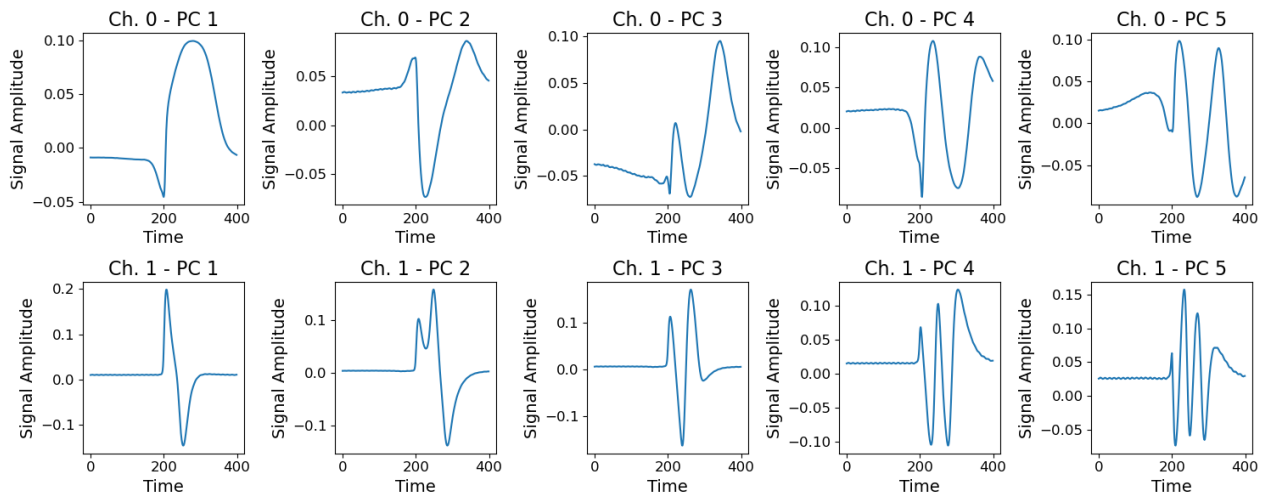 Ch. 0 - PC 1
Signal Amplitude
0.10
0.05
0.00
−0.05
0
200
400
Time
Ch. 0 - PC 2
Signal Amplitude
0.05
0.00
−0.05
0
200
400
Time
Ch. 0 - PC 3
Signal Amplitude
0.10
0.05
0.00
−0.05
0
200
400
Time
Ch. 0 - PC 4
Signal Amplitude
0.10
0.05
0.00
−0.05
0
200
400
Time
Ch. 0 - PC 5
Signal Amplitude
0.10
0.05
0.00
−0.05
0
200
400
Time
Ch. 1 - PC 1
Signal Amplitude
0.2
0.1
0.0
−0.1
0
200
400
Time
Ch. 1 - PC 2
Signal Amplitude
0.1
0.0
−0.1
0
200
400
Time
Ch. 1 - PC 3
Signal Amplitude
0.1
0.0
−0.1
0
200
400
Time
Ch. 1 - PC 4
Signal Amplitude
0.10
0.05
0.00
−0.05
−0.10
0
200
400
Time
Ch. 1 - PC 5
Signal Amplitude
0.15
0.10
0.05
0.00
−0.05
0
200
400
Time